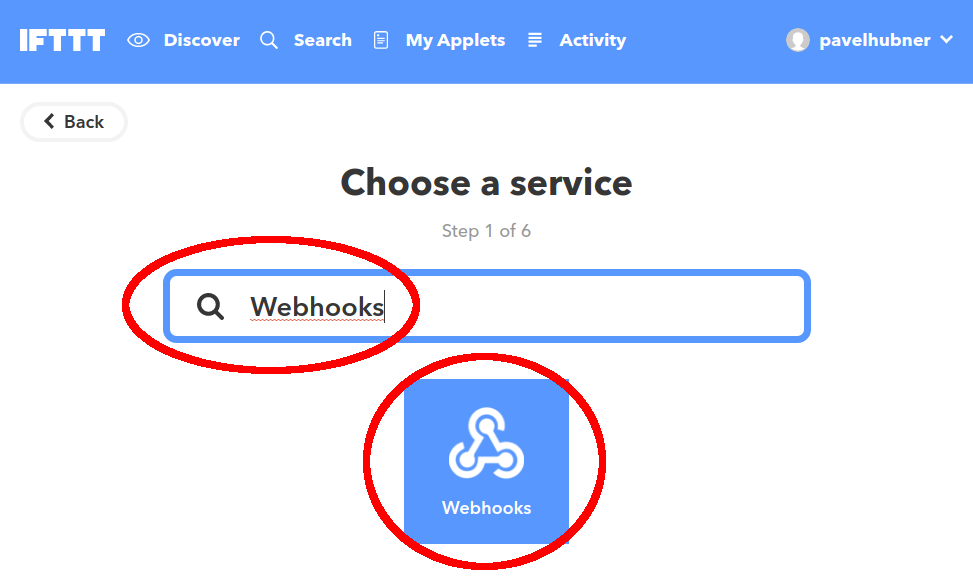 IFTTT Discover Search My Applets Activity pavelhubner
Back
Choose a service
Step 1 of 6
Webhooks
Webhooks